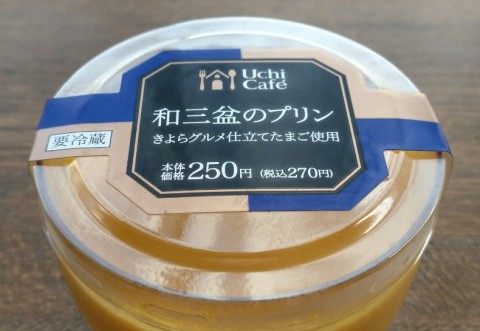 Uchi
Café
和三盆のプリン
きよらグルメ仕立てたまご使用
要冷蔵
本体価格 250円 (税込270円)